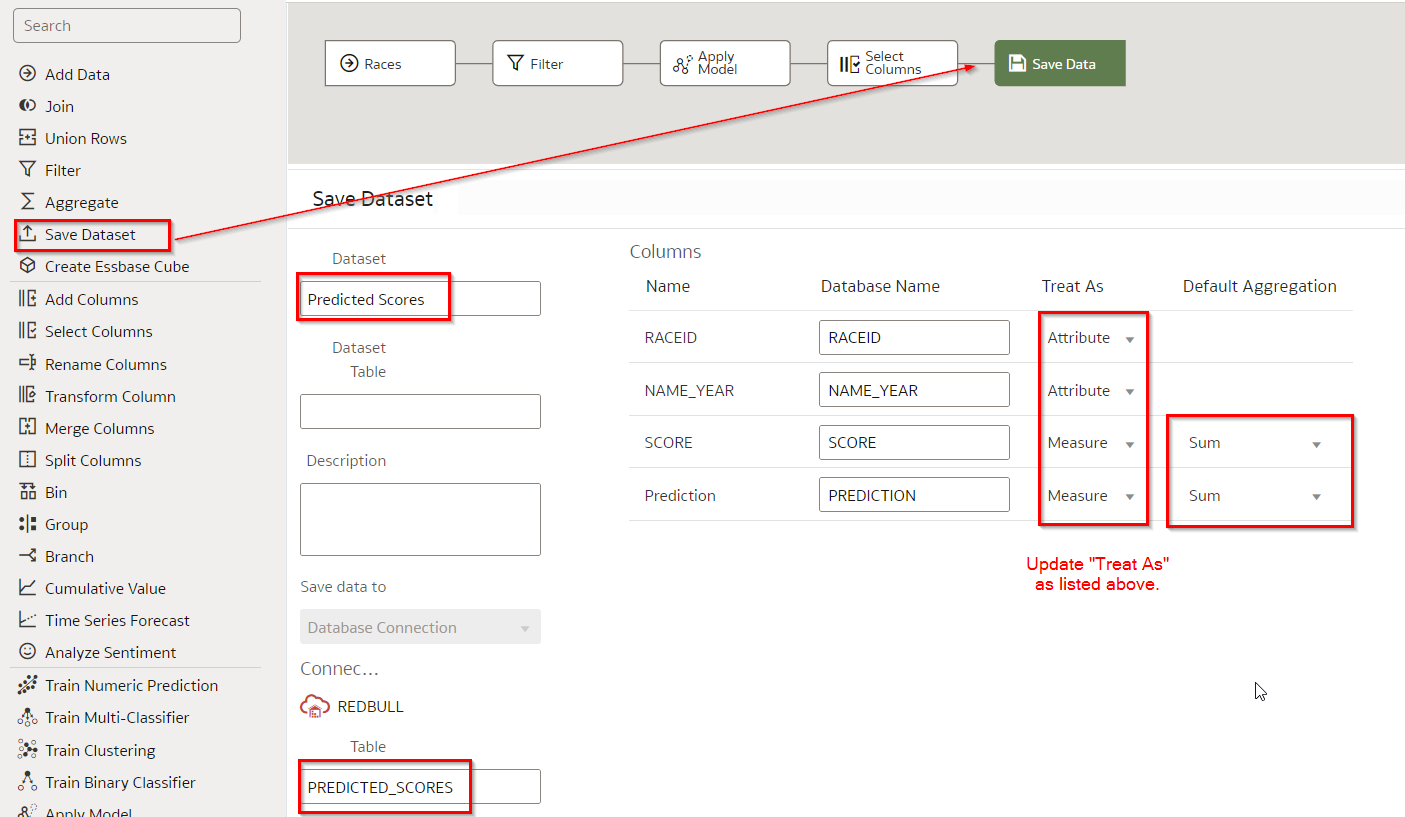 Search
Add Data
Join
Union Rows
Filter
Aggregate
Save Dataset
Create Essbase Cube
Add Columns
Select Columns
Rename Columns
Transform Column
Merge Columns
Split Columns
Bin
Group
Branch
Cumulative Value
Time Series Forecast
Analyze Sentiment
Train Numeric Prediction
Train Multi-Classifier
Train Clustering
Train Binary Classifier
Apply Model
Races
Filter
Apply
Model
Select
Columns
Save Data
Save Dataset
Dataset
Predicted Scores
Dataset
Table
Description
Save data to
Database Connection
Connec...
REDBULL
Table
PREDICTED_SCORES
Columns
Name Database Name Treat As Default Aggregation
RACEID RACEID Attribute
NAME_YEAR NAME_YEAR Attribute
SCORE SCORE Measure Sum
Prediction PREDICTION Measure Sum
Update "Treat As"
as listed above.